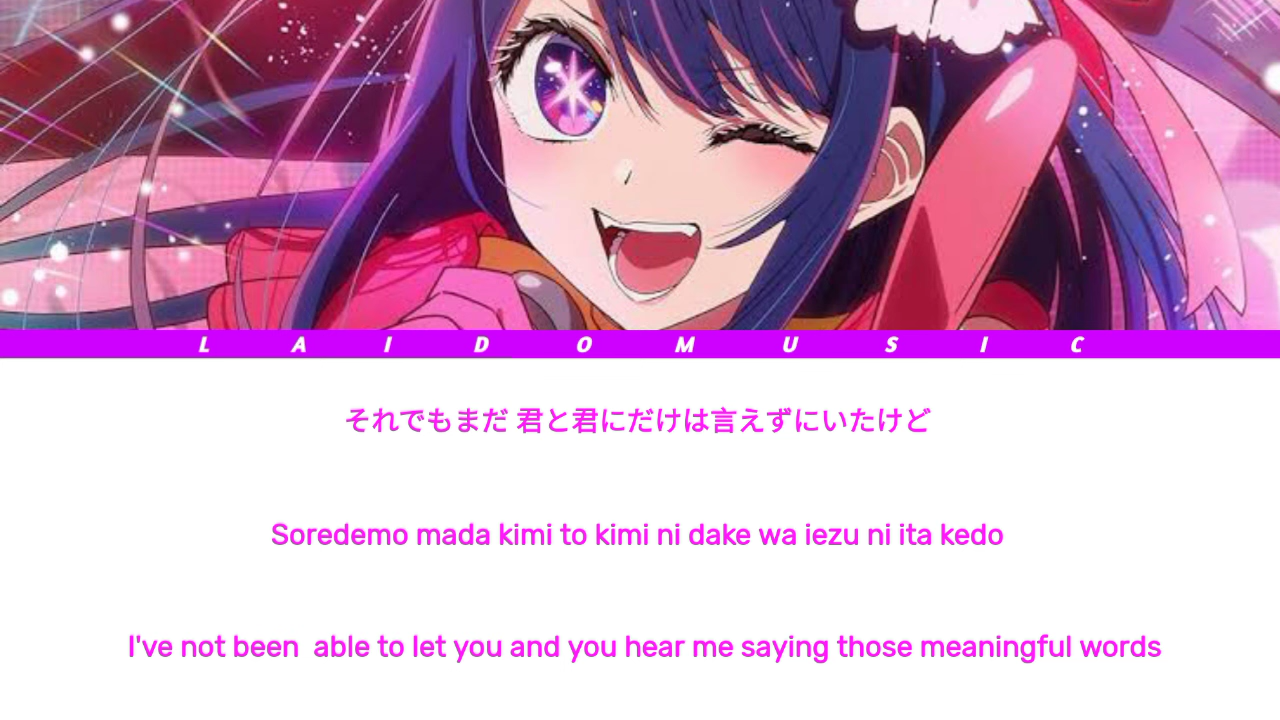 LAIDOMUSIC
それでもまだ 君と君にだけは言えずにいたけど
Soredemo mada kimi to kimi ni dake wa iezu ni ita kedo
I've not been  able to let you and you hear me saying those meaningful words